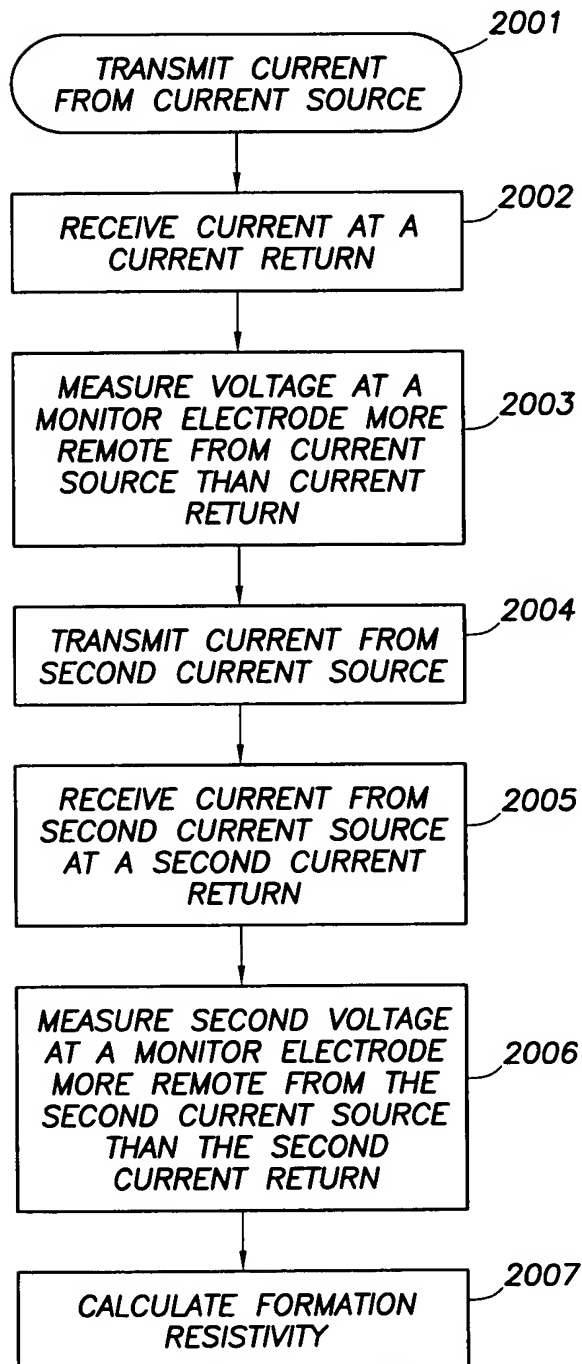 2001
TRANSMIT CURRENT
FROM CURRENT SOURCE
2002
RECEIVE CURRENT AT A
CURRENT RETURN
2003
MEASURE VOLTAGE AT A
MONITOR ELECTRODE MORE
REMOTE FROM CURRENT
SOURCE THAN CURRENT
RETURN
2004
TRANSMIT CURRENT FROM
SECOND CURRENT SOURCE
2005
RECEIVE CURRENT FROM
SECOND CURRENT SOURCE
AT A SECOND CURRENT
RETURN
2006
MEASURE SECOND VOLTAGE
AT A MONITOR ELECTRODE
MORE REMOTE FROM THE
SECOND CURRENT SOURCE
THAN THE SECOND
CURRENT RETURN
2007
CALCULATE FORMATION
RESISTIVITY